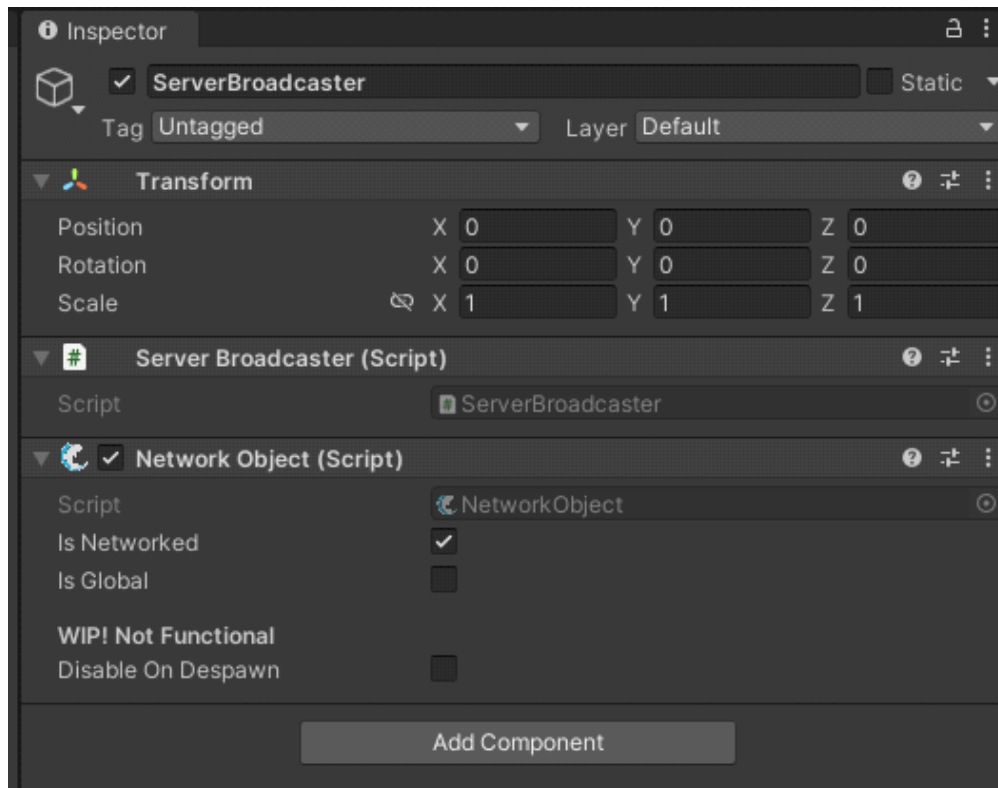 Inspector
ServerBroadcaster Static
Tag Untagged Layer Default
Transform
Position X 0 Y 0 Z 0
Rotation X 0 Y 0 Z 0
Scale X 1 Y 1 Z 1
# Server Broadcaster (Script)
Script # ServerBroadcaster
Network Object (Script)
Script NetworkObject
Is Networked
Is Global
WIP! Not Functional
Disable On Despawn
Add Component